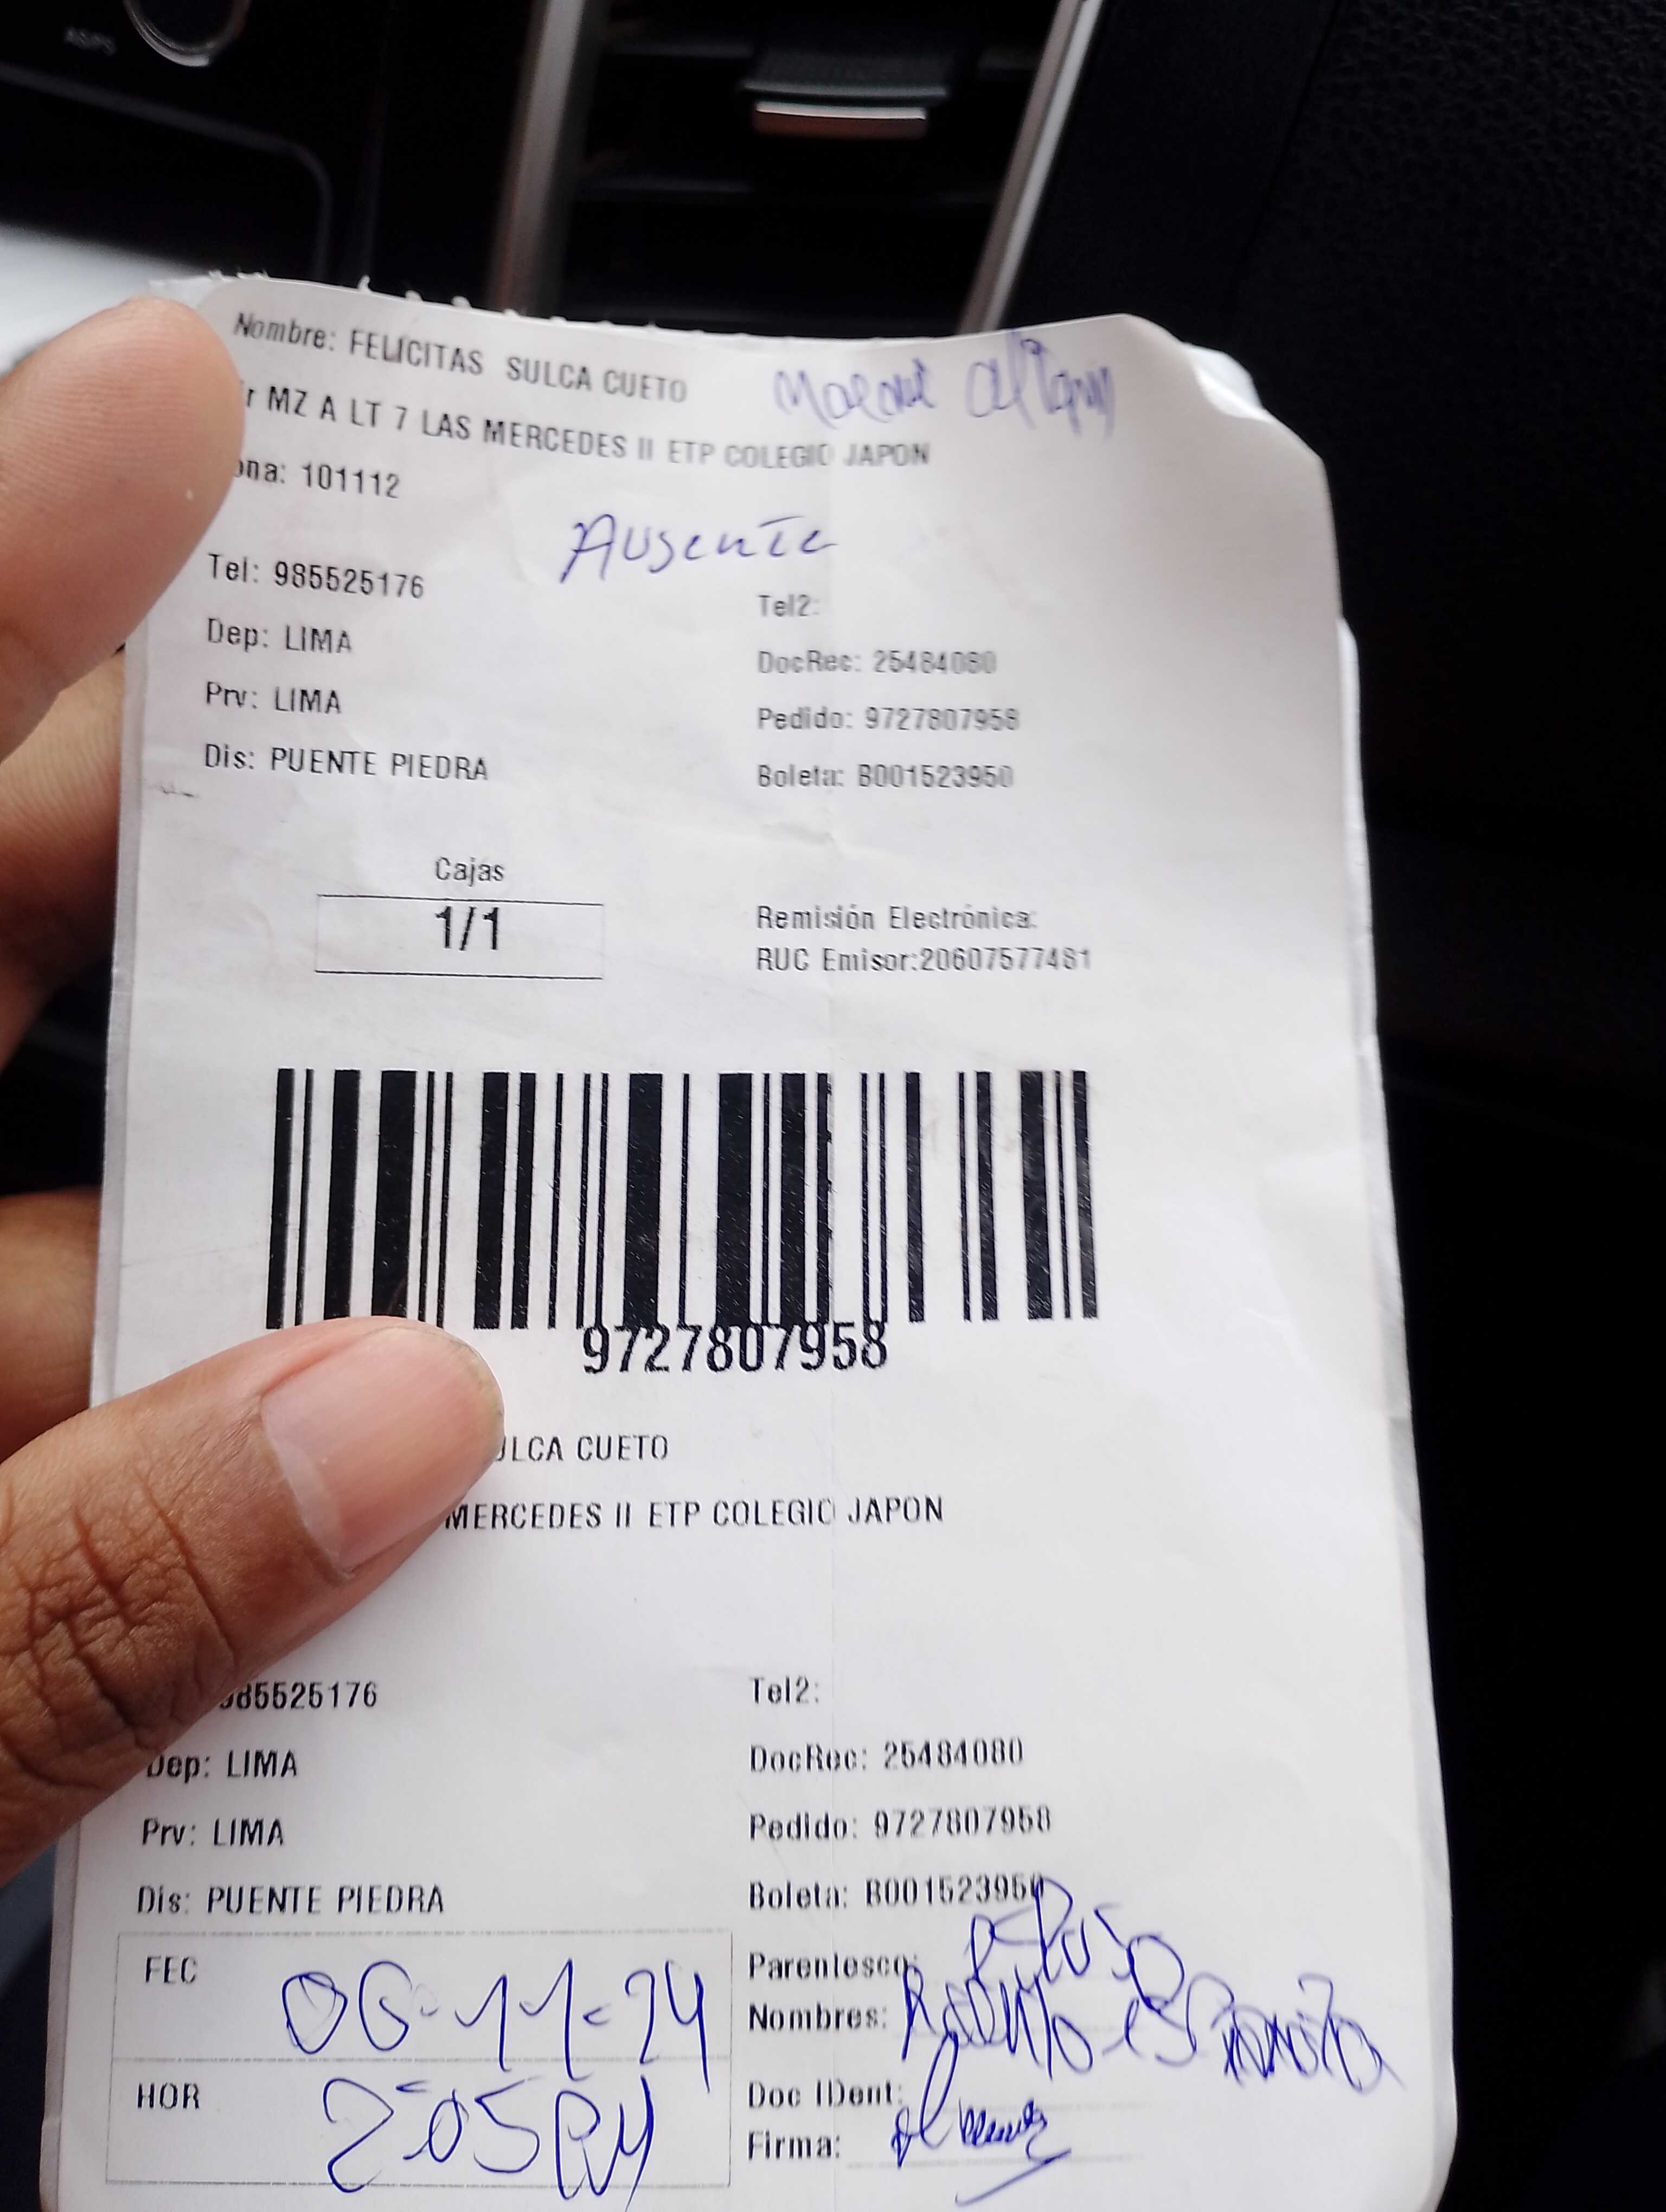 Nombre: FELICITAS SULCA CUETO
r MZ A LT 7 LAS MERCEDES II ETP COLEGIO JAPON
ona: 101112
Ausente
Tel: 985525176
Tel2:
Dep: LIMA
DocRec: 25484080
Prv: LIMA
Pedido: 9727807958
Dis: PUENTE PIEDRA
Boleta: B001523950
Cajas
1/1
Remisión Electrónica:
RUC Emisor:20607577481
9727807958
ULCA CUETO
MERCEDES II ETP COLEGIO JAPON
985525176
Tel2:
Dep: LIMA
DocRec: 25484080
Prv: LIMA
Pedido: 9727807958
Dis: PUENTE PIEDRA
Boleta: B001523950
FEC 06-11-24
Parentesco:
Nombres:
HOR 2:05 PM
Doc IDent:
Firma: